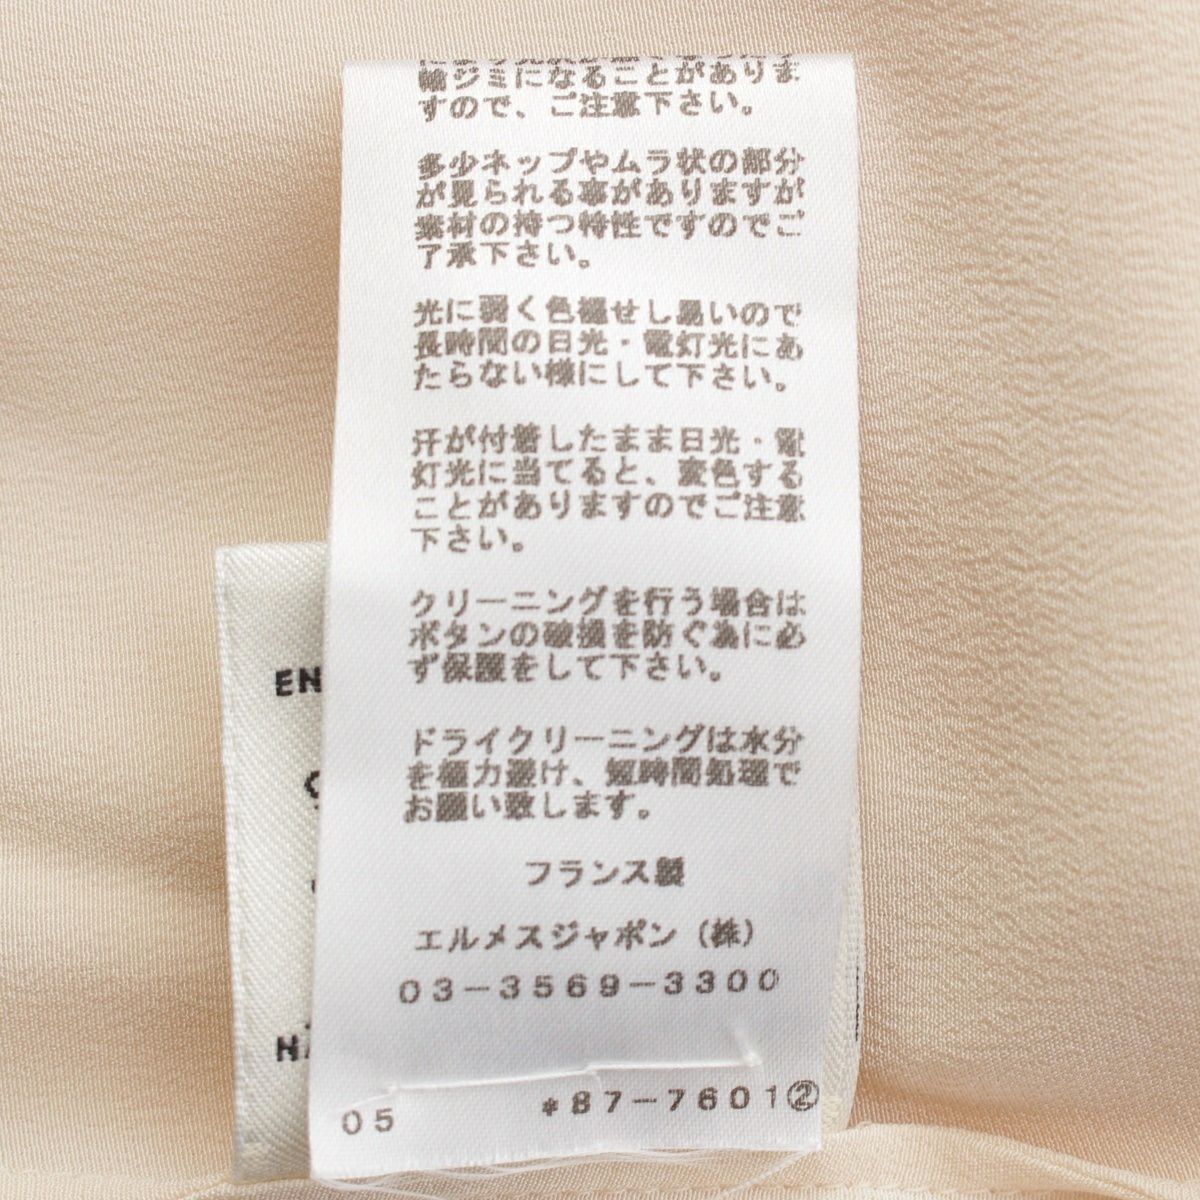 輪ジミになることがありま
すので、ご注意下さい。
多少ネップやムラ状の部分
が見られる事がありますが
素材の持つ特性ですのでご
了承下さい。
光に弱く色褪せし易いので
長時間の日光・電灯光にあ
たらない様にして下さい。
汗が付着したまま日光・電
灯光に当てると、変色する
ことがありますのでご注意
下さい。
クリーニングを行う場合は
ボタンの破損を防ぐ為に必
ず保護をして下さい。
ドライクリーニングは水分
を極力避け、短時間処理で
お願い致します。
フランス製
エルメスジャポン（株）
03-3569-3300
05 *87-7601②
EN